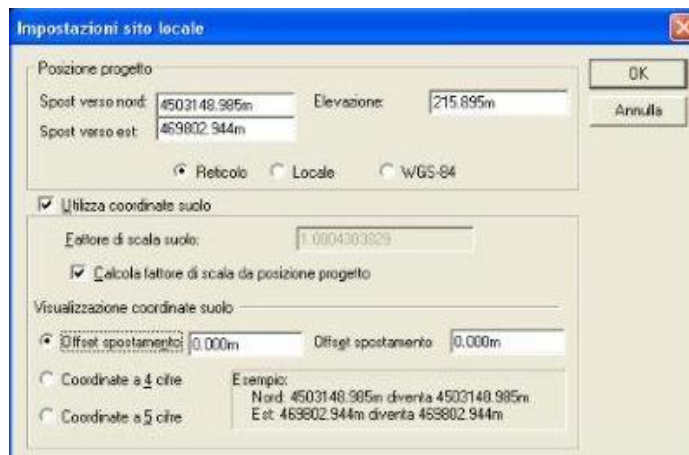 Impostazioni sito locale
Posizione progetto
OK
Spost verso nord: 4503148.985m Elevazione: 215.895m
Annulla
Spost verso est: 469802.944m
Reticolo Locale WGS-84
Utilizza coordinate suolo
Fattore di scala suolo: 1.0004303829
Calcola fattore di scala da posizione progetto
Visualizzazione coordinate suolo
Offset spostamento 0.000m Offset spostamento 0.000m
Coordinate a 4 cifre
Esempio:
Nord: 4503148.985m diventa 4503148.985m
Est: 469802.944m diventa 469802.944m
Coordinate a 5 cifre